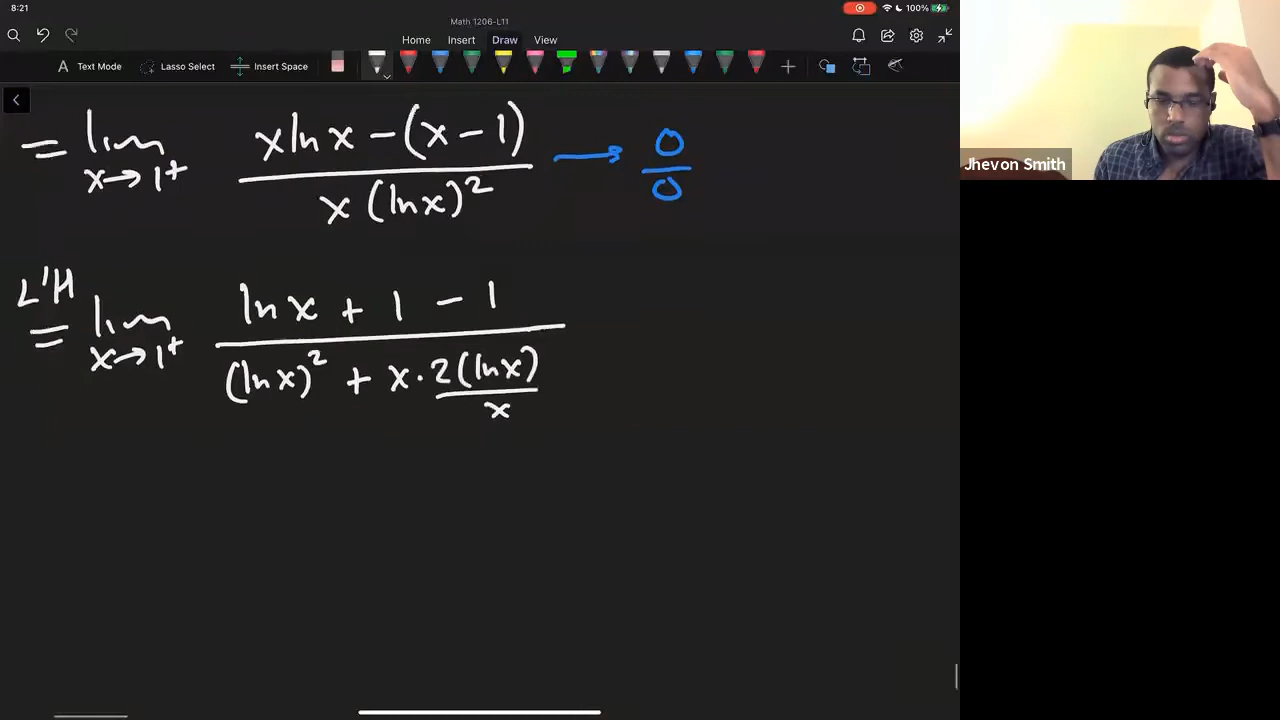 8:21
100%
Math 1206-L11
Home Insert Draw View
Text Mode Lasso Select Insert Space
= lim x→1+ (x ln x − (x − 1)) / (x (ln x)^2) → 0/0
L'H = lim x→1+ (ln x + 1 − 1) / ((ln x)^2 + x · 2(ln x)/x)
Jhevon Smith